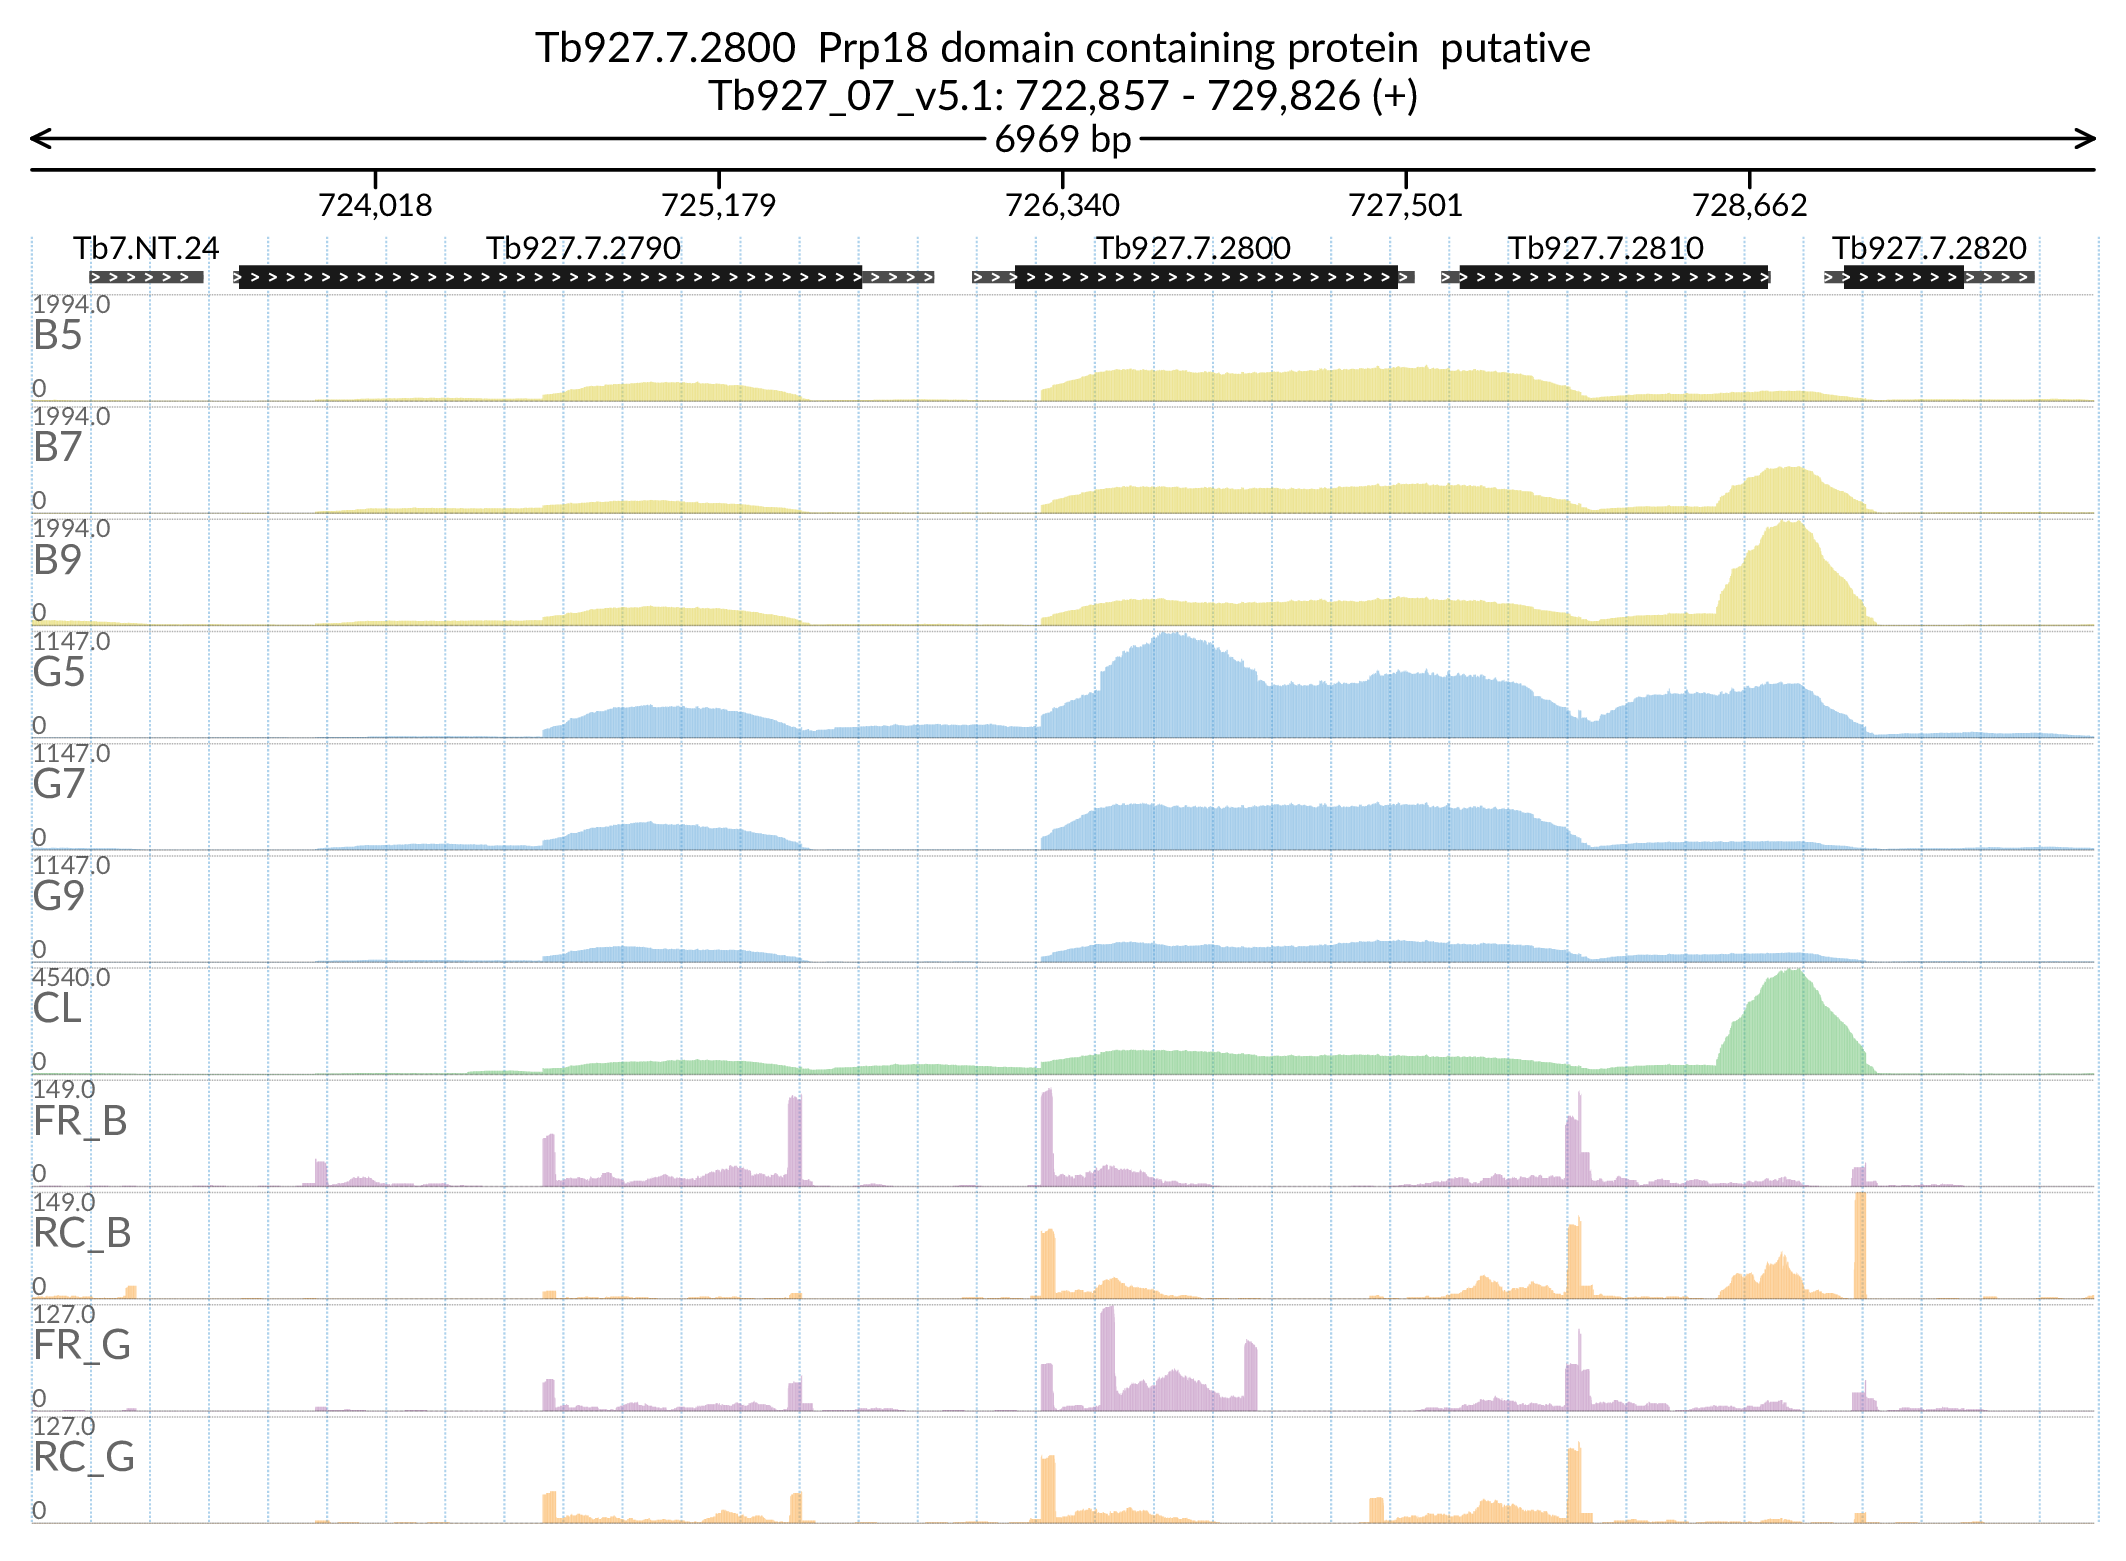 Tb927.7.2800  Prp18 domain containing protein  putative
Tb927_07_v5.1: 722,857 - 729,826 (+)
6969 bp
724,018 725,179 726,340 727,501 728,662
Tb7.NT.24 Tb927.7.2790 Tb927.7.2800 Tb927.7.2810 Tb927.7.2820
1994.0
B5
0
1994.0
B7
0
1994.0
B9
0
1147.0
G5
0
1147.0
G7
0
1147.0
G9
0
4540.0
CL
0
149.0
FR_B
0
149.0
RC_B
0
127.0
FR_G
0
127.0
RC_G
0